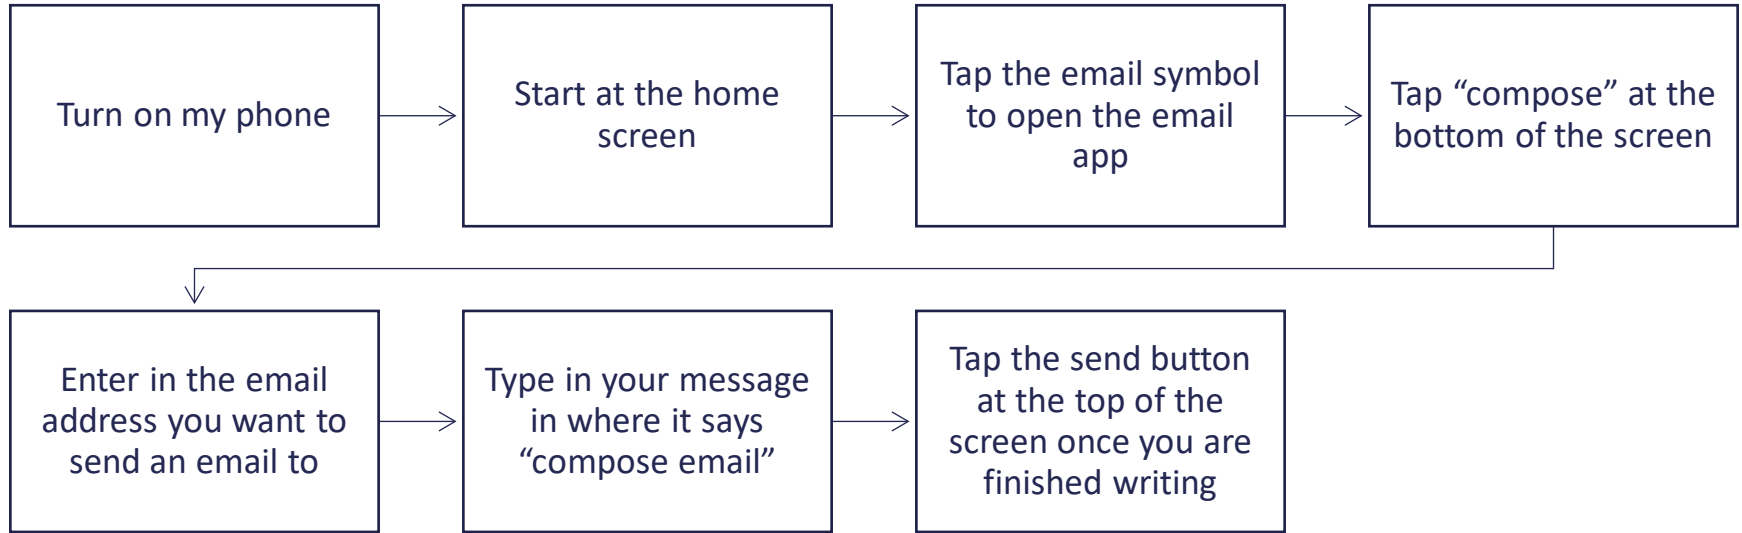 Turn on my phone
Start at the home
screen
Tap the email symbol
to open the email
app
Tap “compose” at the
bottom of the screen
Enter in the email
address you want to
send an email to
Type in your message
in where it says
“compose email”
Tap the send button
at the top of the
screen once you are
finished writing